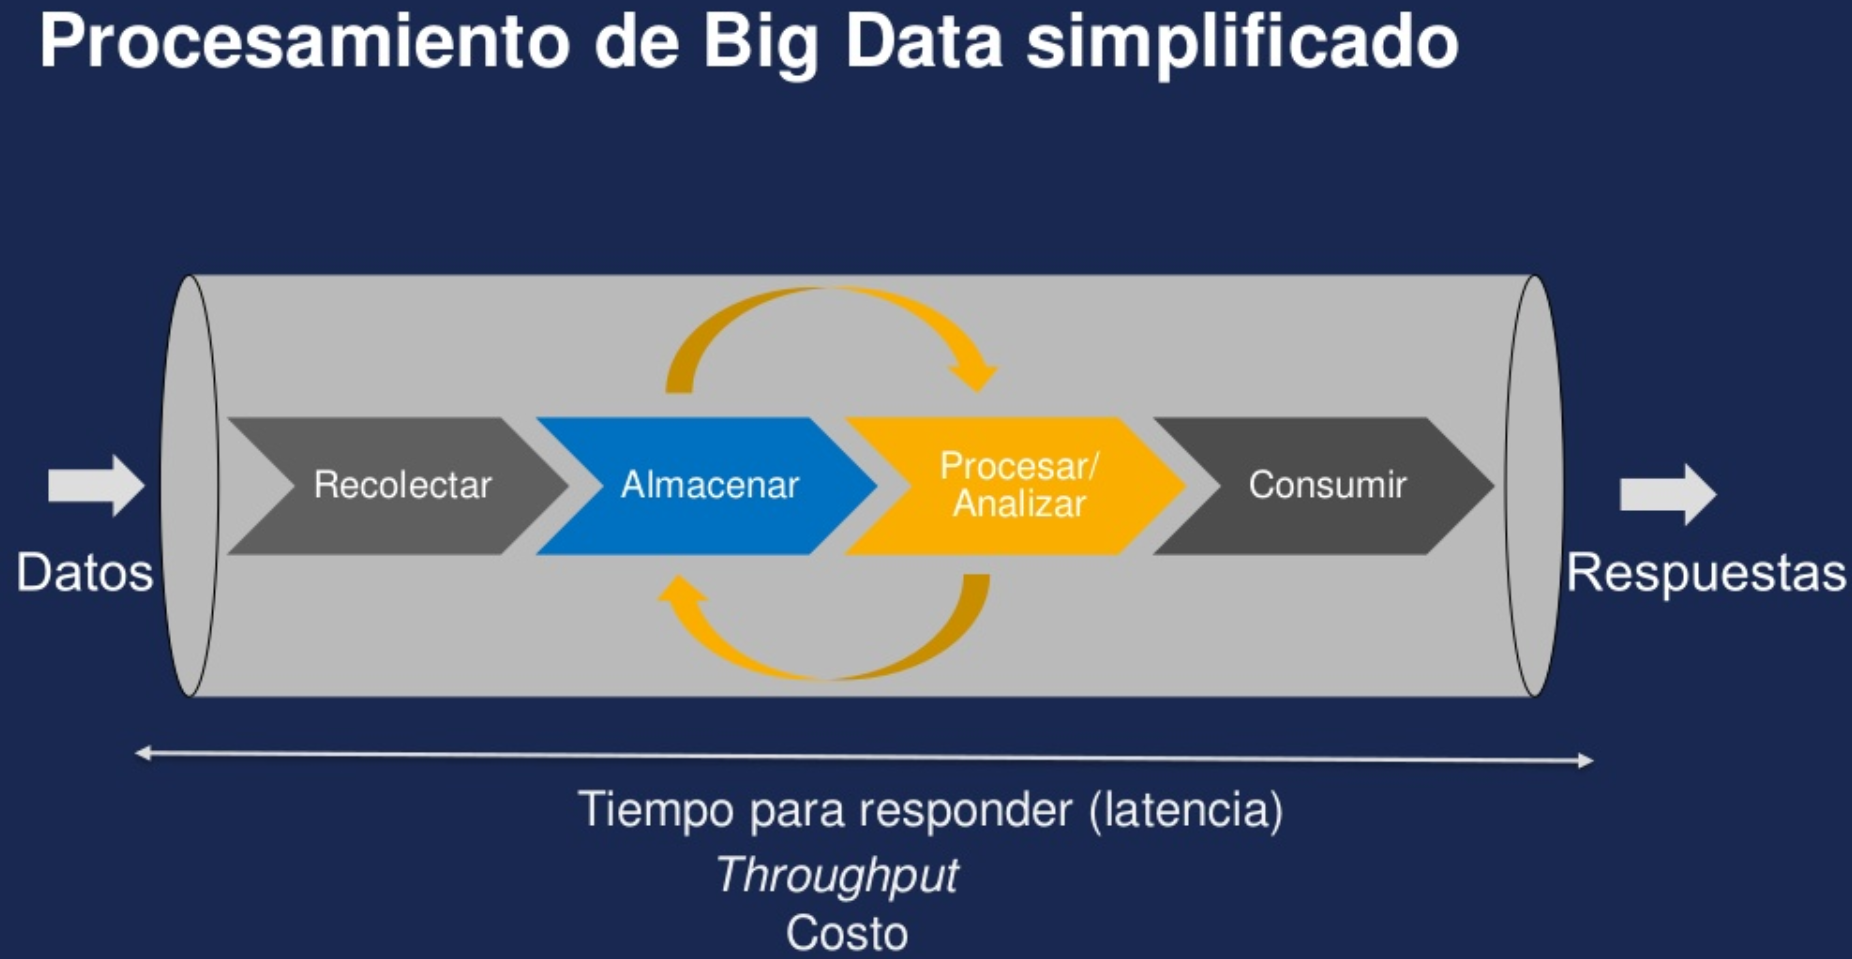 Procesamiento de Big Data simplificado
Recolectar
Almacenar
Procesar/
Analizar
Consumir
Datos
Respuestas
Tiempo para responder (latencia)
Throughput
Costo